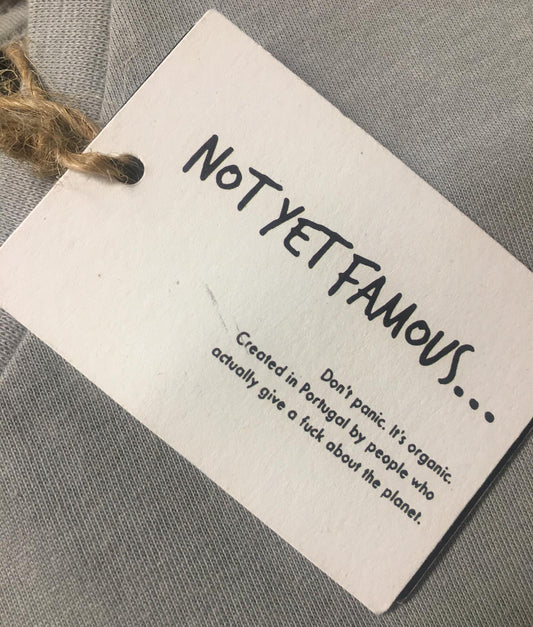 NOT YET FAMOUS...
Don't panic. It's organic.
Created in Portugal by people who
actually give a fuck about the planet.